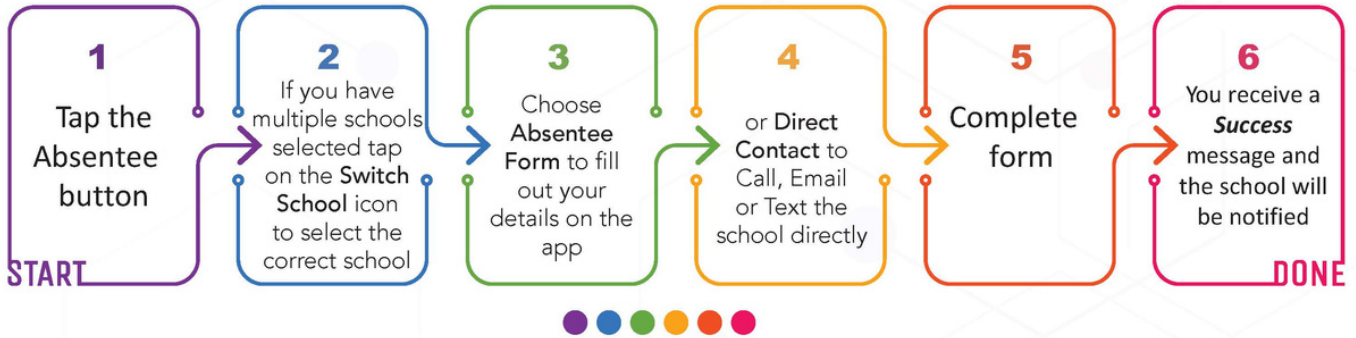 1
Tap the
Absentee
button
START
2
If you have
multiple schools
selected tap
on the Switch
School icon
to select the
correct school
3
Choose
Absentee
Form to fill
out your
details on the
app
4
or Direct
Contact to
Call, Email
or Text the
school directly
5
Complete
form
6
You receive a
Success
message and
the school will
be notified
DONE